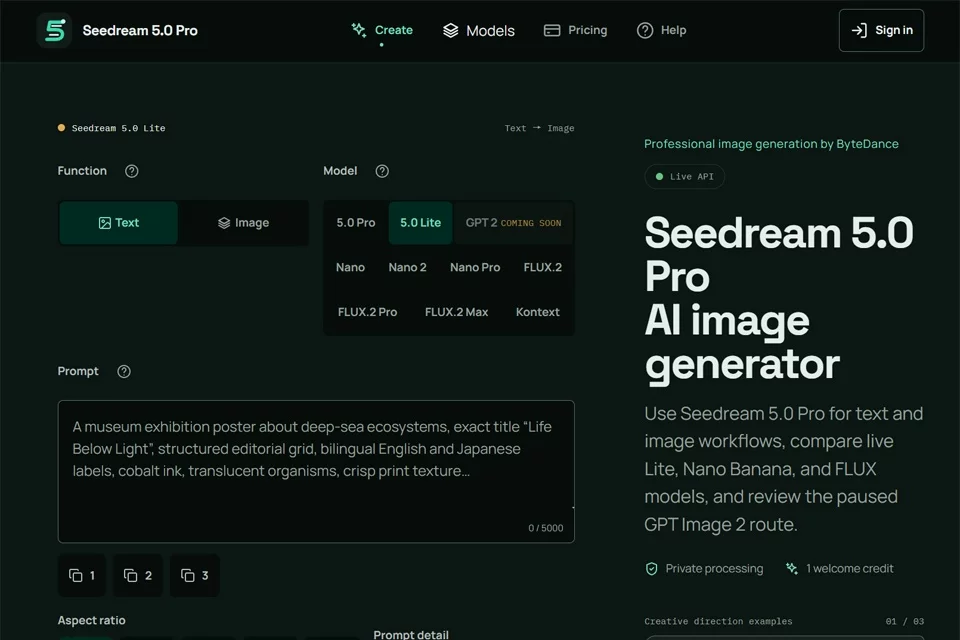 Seedream 5.0 Pro
Create
Models
Pricing
Help
Sign in
Seedream 5.0 Lite
Text → Image
Function
Model
Text
Image
5.0 Pro
5.0 Lite
GPT 2 COMING SOON
Nano
Nano 2
Nano Pro
FLUX.2
FLUX.2 Pro
FLUX.2 Max
Kontext
Prompt
A museum exhibition poster about deep-sea ecosystems, exact title “Life
Below Light”, structured editorial grid, bilingual English and Japanese
labels, cobalt ink, translucent organisms, crisp print texture…
0 / 5000
1
2
3
Aspect ratio
Prompt detail
Professional image generation by ByteDance
Live API
Seedream 5.0
Pro
AI image
generator
Use Seedream 5.0 Pro for text and
image workflows, compare live
Lite, Nano Banana, and FLUX
models, and review the paused
GPT Image 2 route.
Private processing
1 welcome credit
Creative direction examples
01 / 03